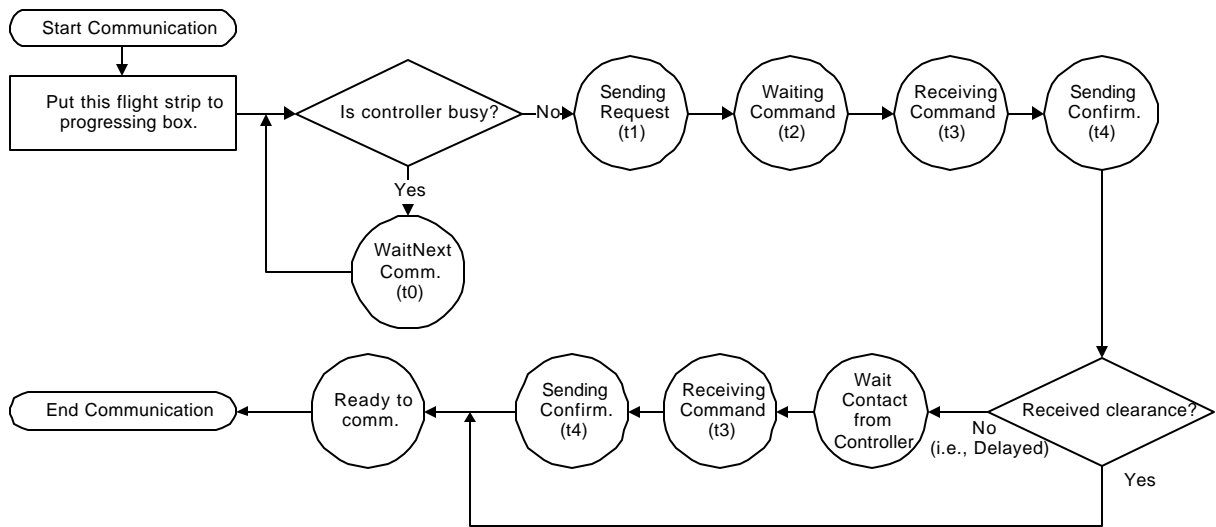 Start Communication
Put this flight strip to
progressing box.
Is controller busy?
No
Sending
Request
(t1)
Waiting
Command
(t2)
Receiving
Command
(t3)
Sending
Confirm.
(t4)
Yes
WaitNext
Comm.
(t0)
End Communication
Ready to
comm.
Sending
Confirm.
(t4)
Receiving
Command
(t3)
Wait
Contact
from
Controller
Received clearance?
No
(i.e., Delayed)
Yes